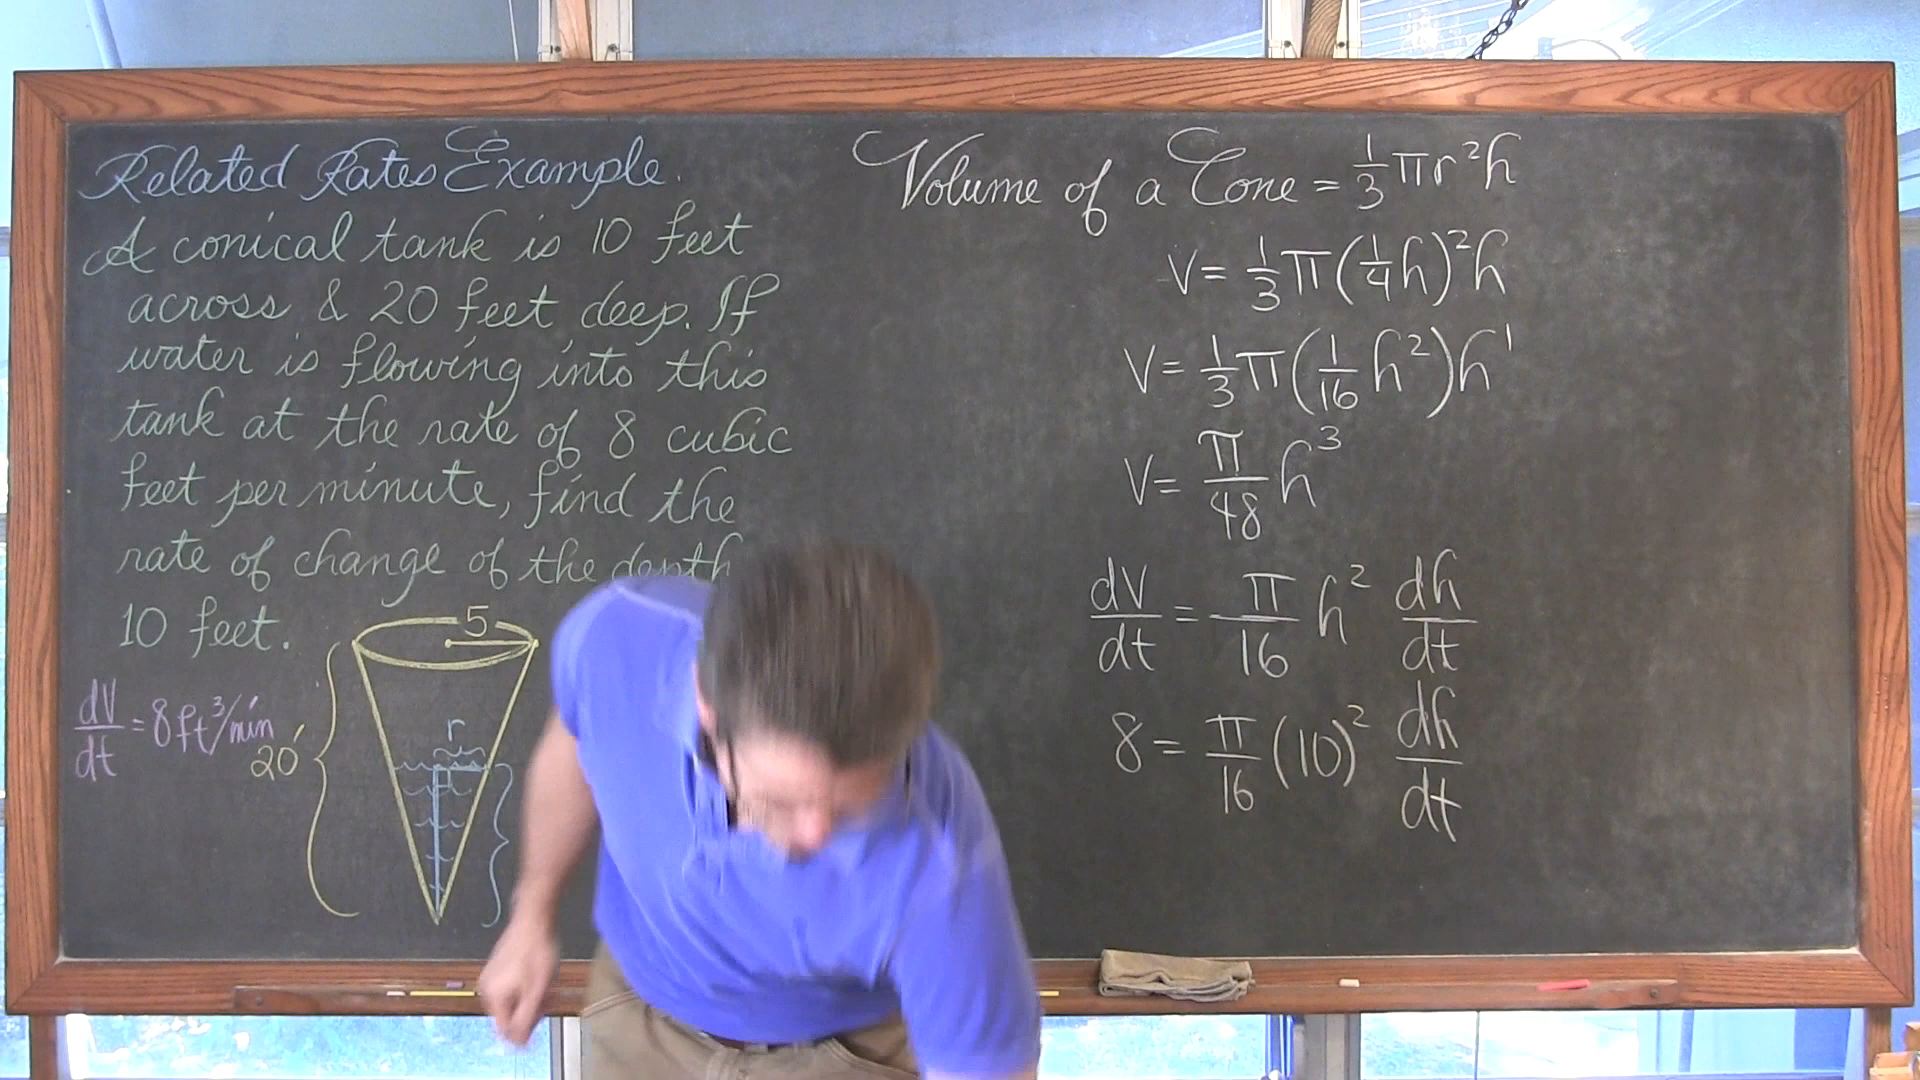 Related Rates Example.
A conical tank is 10 feet
across & 20 feet deep. If
water is flowing into this
tank at the rate of 8 cubic
feet per minute, find the
rate of change of the depth
10 feet.
5
dV/dt = 8 ft³/min
20'
r
Volume of a Cone = 1/3 πr²h
V = 1/3 π(1/4 h)²h
V = 1/3 π(1/16 h²)h¹
V = π/48 h³
dV/dt = π/16 h² dh/dt
8 = π/16 (10)² dh/dt